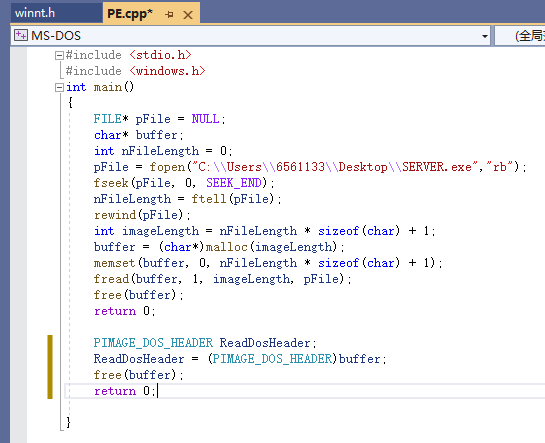 winnt.h
PE.cpp*
MS-DOS
(全局
#include <stdio.h>
#include <windows.h>
int main()
{
FILE* pFile = NULL;
char* buffer;
int nFileLength = 0;
pFile = fopen("C:\\Users\\6561133\\Desktop\\SERVER.exe","rb");
fseek(pFile, 0, SEEK_END);
nFileLength = ftell(pFile);
rewind(pFile);
int imageLength = nFileLength * sizeof(char) + 1;
buffer = (char*)malloc(imageLength);
memset(buffer, 0, nFileLength * sizeof(char) + 1);
fread(buffer, 1, imageLength, pFile);
free(buffer);
return 0;
PIMAGE_DOS_HEADER ReadDosHeader;
ReadDosHeader = (PIMAGE_DOS_HEADER)buffer;
free(buffer);
return 0;
}